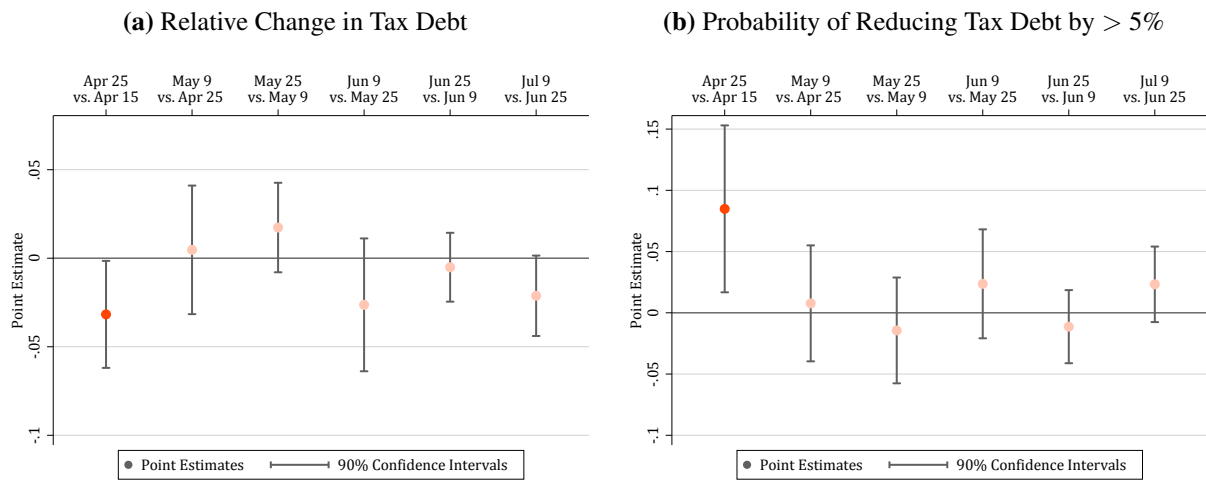 (a) Relative Change in Tax Debt
Apr 25 May 9 May 25 Jun 9 Jun 25 Jul 9
vs. Apr 15 vs. Apr 25 vs. May 9 vs. May 25 vs. Jun 9 vs. Jun 25
Point Estimate
.05
0
-.05
-.1
Point Estimates 90% Confidence Intervals
(b) Probability of Reducing Tax Debt by > 5%
Apr 25 May 9 May 25 Jun 9 Jun 25 Jul 9
vs. Apr 15 vs. Apr 25 vs. May 9 vs. May 25 vs. Jun 9 vs. Jun 25
Point Estimate
.15
.1
.05
0
-.05
-.1
Point Estimates 90% Confidence Intervals